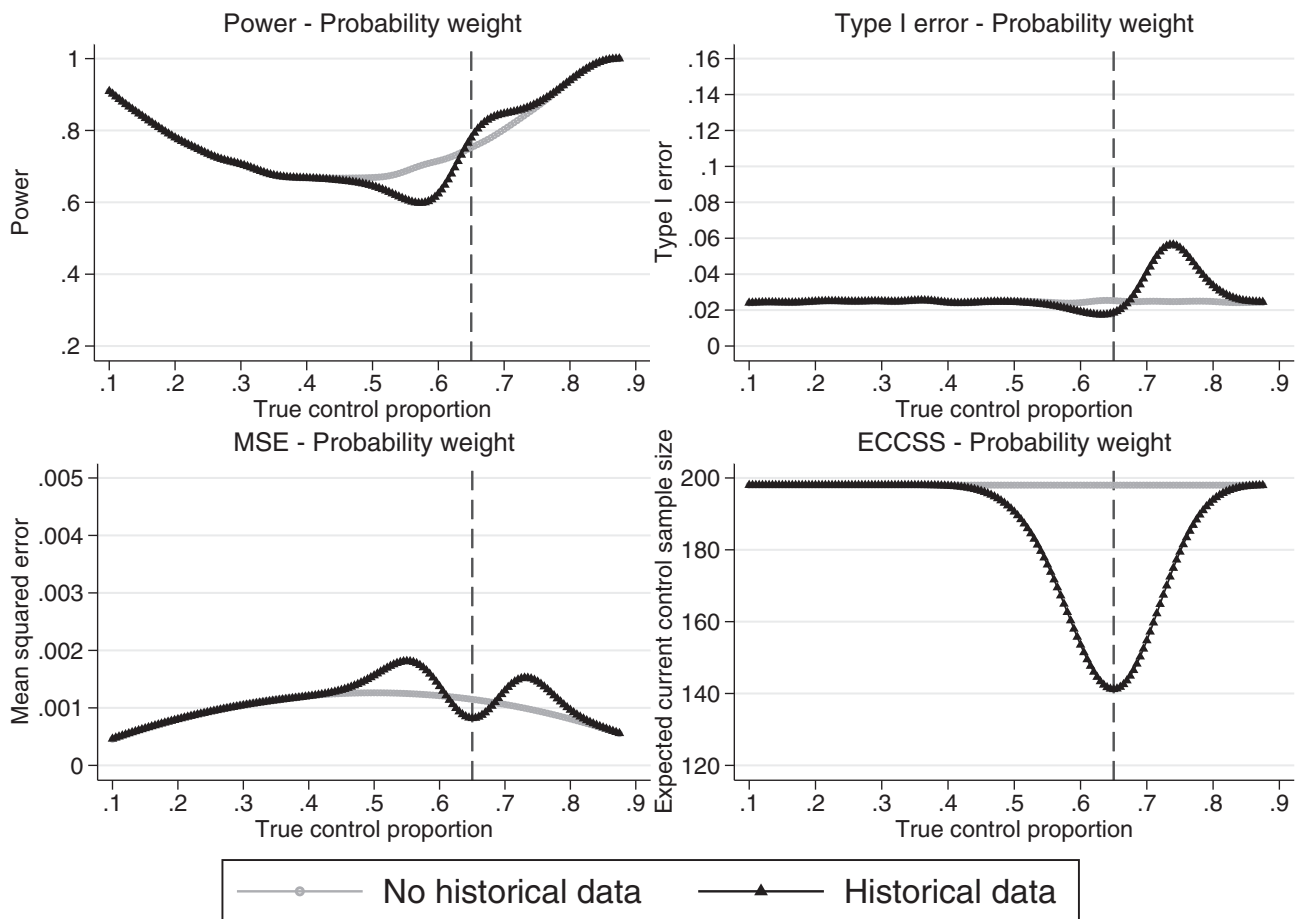 Power - Probability weight
1
.8
.6
.4
.2
Power
.1 .2 .3 .4 .5 .6 .7 .8 .9
True control proportion
Type I error - Probability weight
.16
.14
.12
.1
.08
.06
.04
.02
0
Type I error
.1 .2 .3 .4 .5 .6 .7 .8 .9
True control proportion
MSE - Probability weight
.005
.004
.003
.002
.001
0
Mean squared error
.1 .2 .3 .4 .5 .6 .7 .8 .9
True control proportion
ECCSS - Probability weight
200
180
160
140
120
Expected current control sample size
.1 .2 .3 .4 .5 .6 .7 .8 .9
True control proportion
No historical data
Historical data